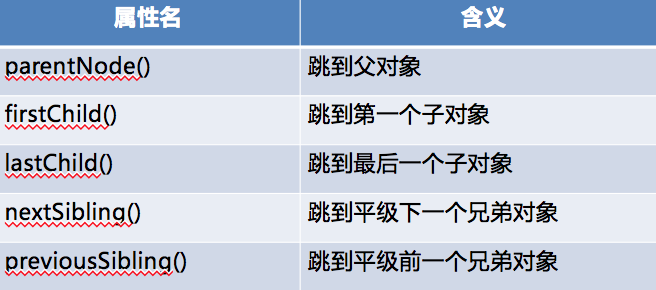 属性名 含义
parentNode() 跳到父对象
firstChild() 跳到第一个子对象
lastChild() 跳到最后一个子对象
nextSibling() 跳到平级下一个兄弟对象
previousSibling() 跳到平级前一个兄弟对象